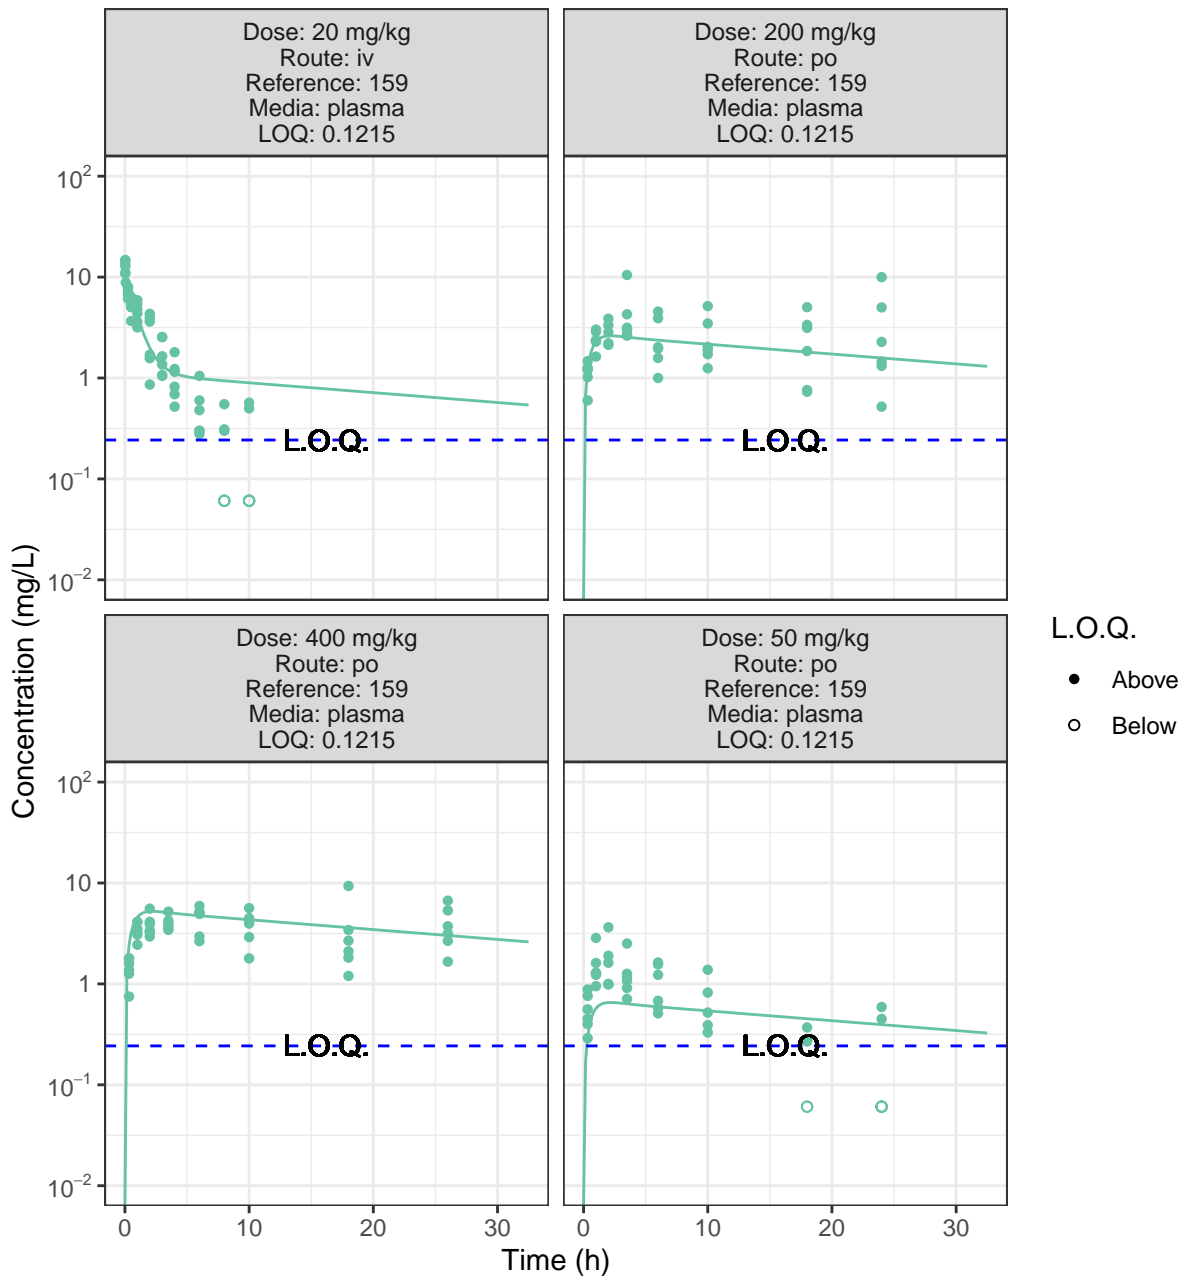 Dose: 20 mg/kg
Route: iv
Reference: 159
Media: plasma
LOQ: 0.1215
Dose: 200 mg/kg
Route: po
Reference: 159
Media: plasma
LOQ: 0.1215
10²
10
1
10⁻¹
10⁻²
L.O.Q.
L.O.Q.
Dose: 400 mg/kg
Route: po
Reference: 159
Media: plasma
LOQ: 0.1215
Dose: 50 mg/kg
Route: po
Reference: 159
Media: plasma
LOQ: 0.1215
10²
10
1
10⁻¹
10⁻²
L.O.Q.
L.O.Q.
0 10 20 30
0 10 20 30
Time (h)
Concentration (mg/L)
L.O.Q.
Above
Below